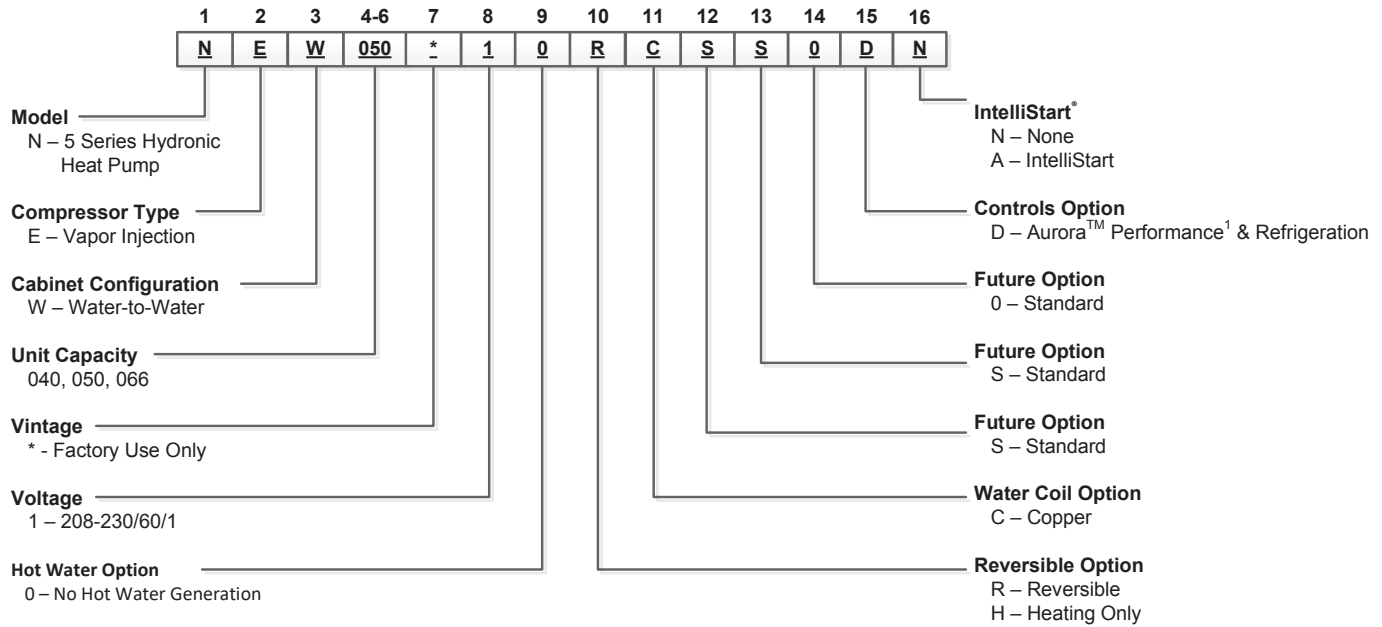 1 2 3 4-6 7 8 9 10 11 12 13 14 15 16
N E W 050 * 1 0 R C S S 0 D N
Model
N – 5 Series Hydronic
Heat Pump
Compressor Type
E – Vapor Injection
Cabinet Configuration
W – Water-to-Water
Unit Capacity
040, 050, 066
Vintage
* - Factory Use Only
Voltage
1 – 208-230/60/1
Hot Water Option
0 – No Hot Water Generation
IntelliStart®
N – None
A – IntelliStart
Controls Option
D – Aurora™ Performance¹ & Refrigeration
Future Option
0 – Standard
Future Option
S – Standard
Future Option
S – Standard
Water Coil Option
C – Copper
Reversible Option
R – Reversible
H – Heating Only